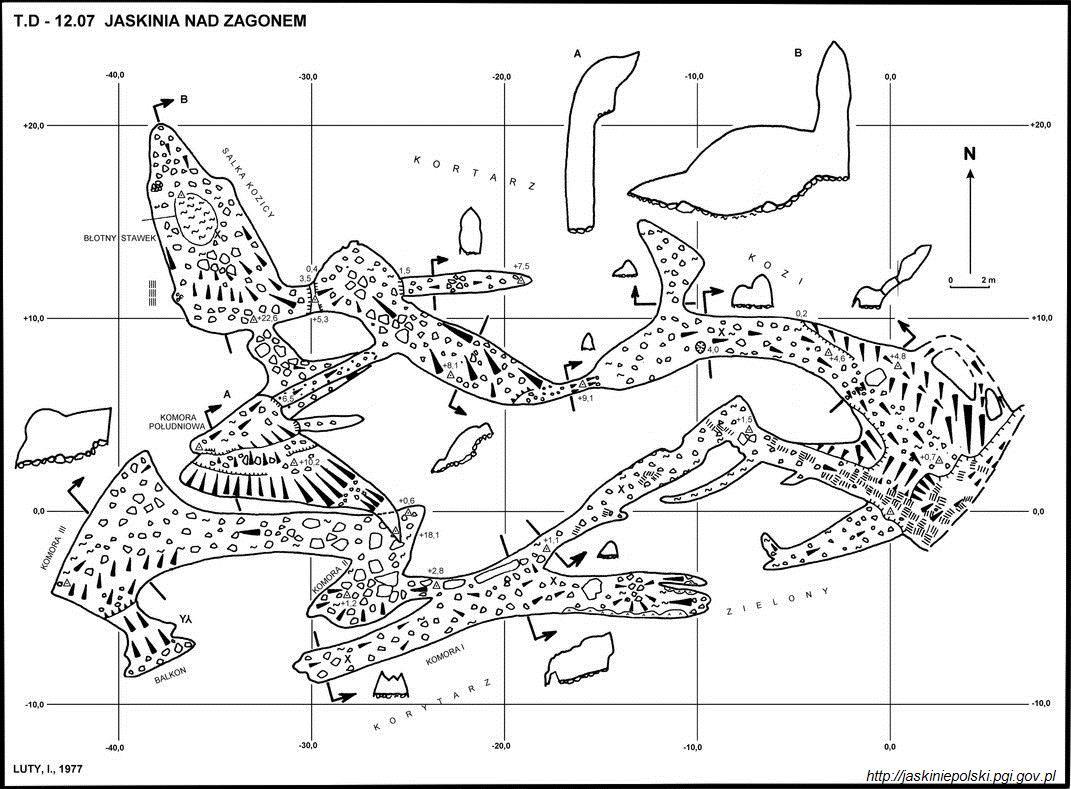 T.D - 12.07 JASKINIA NAD ZAGONEM
A
B
-40,0
-30,0
-20,0
-10,0
0,0
B
+20,0
+20,0
SALKA KOZICY
KORTARZ
N
BŁOTNY STAWEK
KOZI
0,4
3,5
1,5
+7,5
0
2 m
+10,0
+22,6
+5,3
0,2
+10,0
4,0
+4,6
+4,8
+8,1
+9,1
A
+6,5
KOMORA
POŁUDNIOWA
+1,5
+10,2
+0,7
0,0
+0,6
0,0
+18,1
KOMORA III
+1,1
KOMORA II
+2,8
+1,2
ZIELONY
KOMORA I
BALKON
KORYTARZ
-10,0
-10,0
-40,0
-30,0
-20,0
-10,0
0,0
LUTY, I., 1977
http://jaskiniepolski.pgi.gov.pl